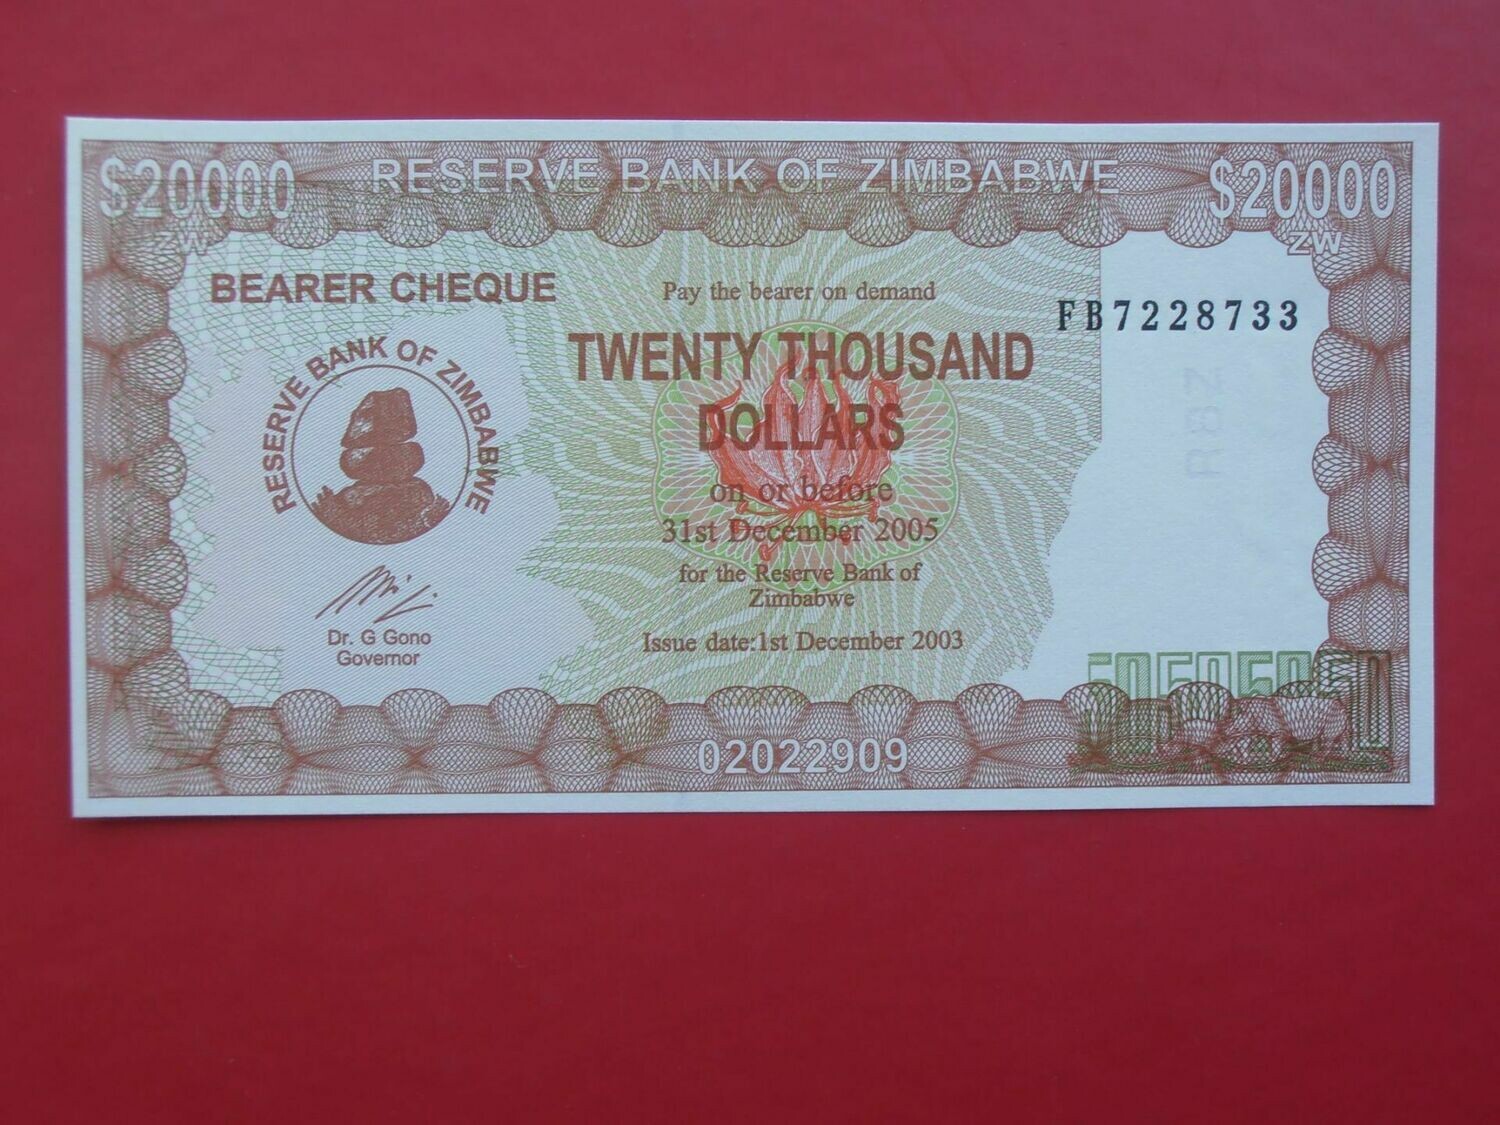 $20000 RESERVE BANK OF ZIMBABWE $20000
ZW ZW
BEARER CHEQUE
Pay the bearer on demand
FB7228733
TWENTY THOUSAND
DOLLARS
RESERVE BANK OF ZIMBABWE
RBZ
on or before
31st December 2005
for the Reserve Bank of
Zimbabwe
Dr. G Gono
Governor
Issue date:1st December 2003
02022909